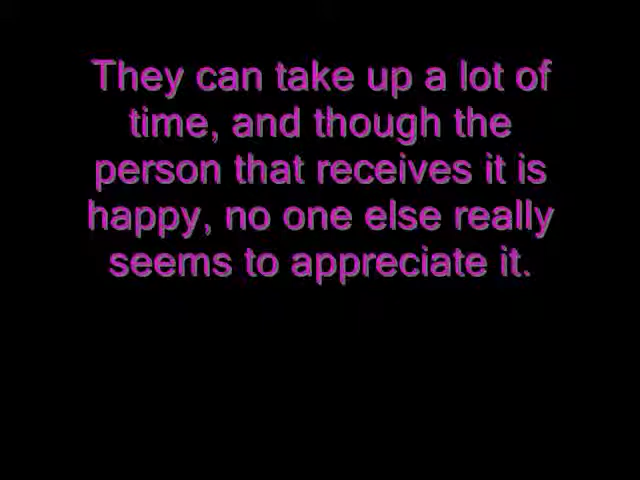 They can take up a lot of
time, and though the
person that receives it is
happy, no one else really
seems to appreciate it.